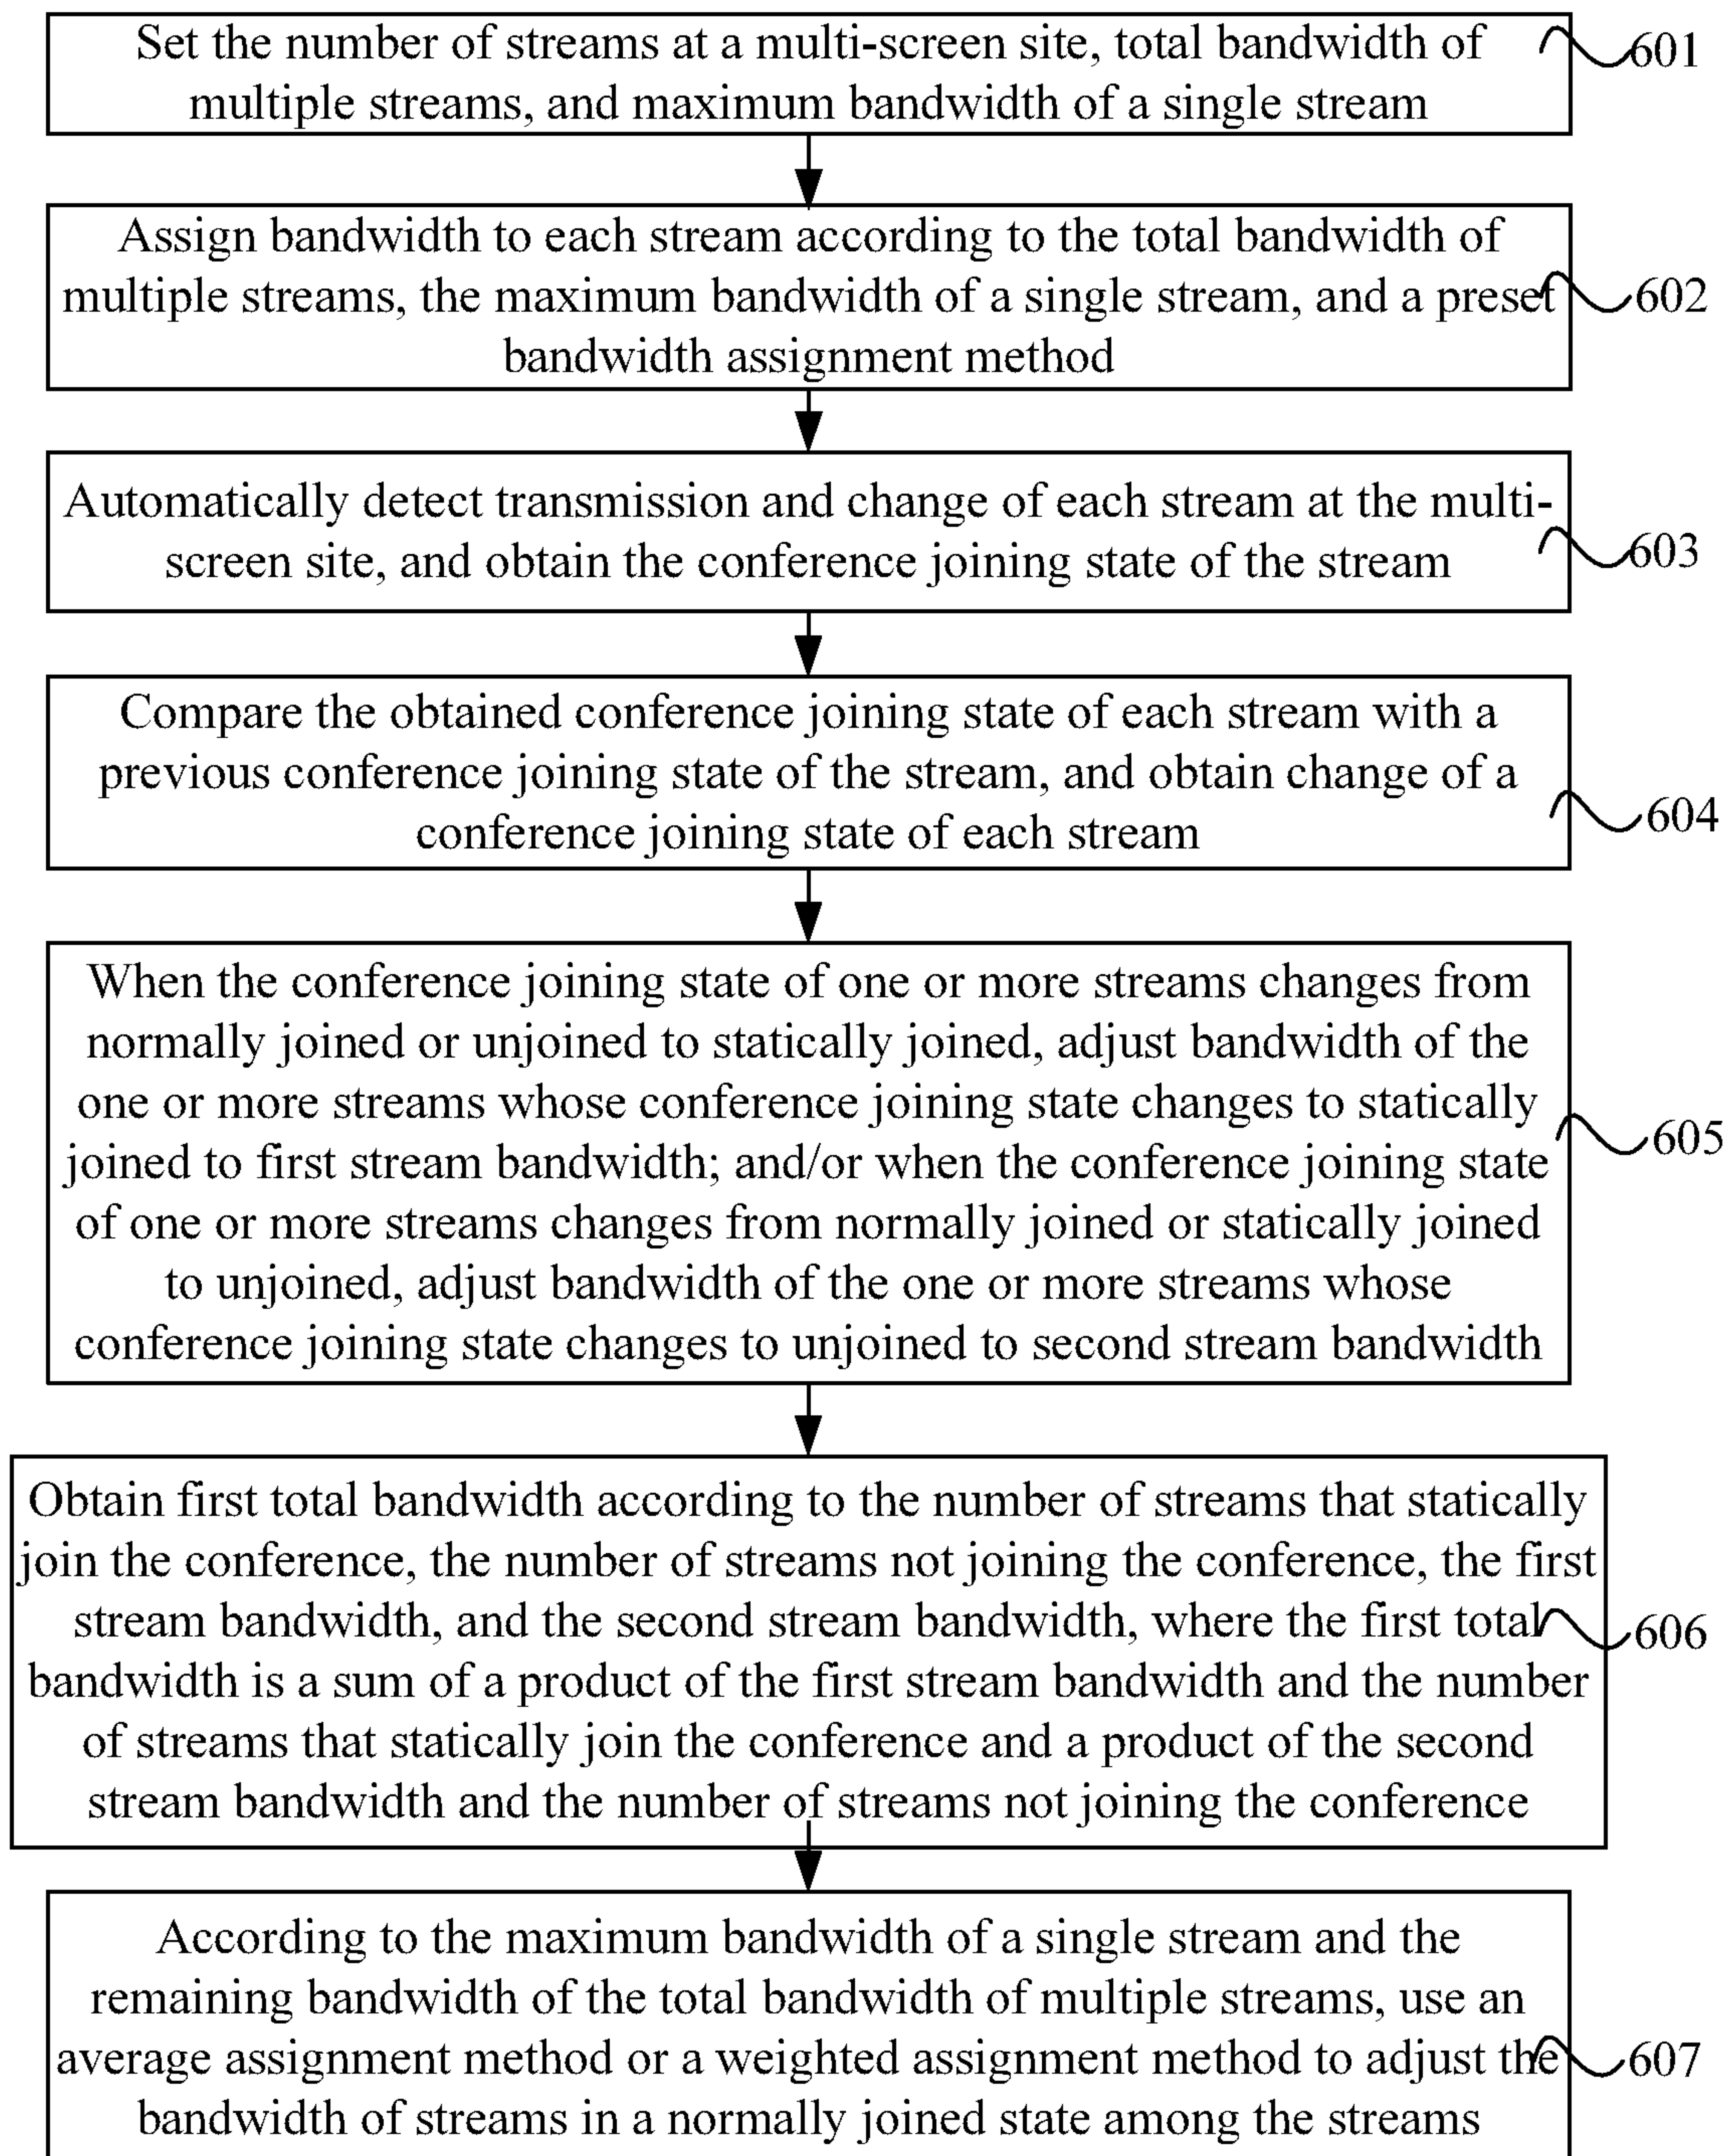 Set the number of streams at a multi-screen site, total bandwidth of
multiple streams, and maximum bandwidth of a single stream
601
Assign bandwidth to each stream according to the total bandwidth of
multiple streams, the maximum bandwidth of a single stream, and a preset
bandwidth assignment method
602
Automatically detect transmission and change of each stream at the multi-
screen site, and obtain the conference joining state of the stream
603
Compare the obtained conference joining state of each stream with a
previous conference joining state of the stream, and obtain change of a
conference joining state of each stream
604
When the conference joining state of one or more streams changes from
normally joined or unjoined to statically joined, adjust bandwidth of the
one or more streams whose conference joining state changes to statically
joined to first stream bandwidth; and/or when the conference joining state
of one or more streams changes from normally joined or statically joined
to unjoined, adjust bandwidth of the one or more streams whose
conference joining state changes to unjoined to second stream bandwidth
605
Obtain first total bandwidth according to the number of streams that statically
join the conference, the number of streams not joining the conference, the first
stream bandwidth, and the second stream bandwidth, where the first total
bandwidth is a sum of a product of the first stream bandwidth and the number
of streams that statically join the conference and a product of the second
stream bandwidth and the number of streams not joining the conference
606
According to the maximum bandwidth of a single stream and the
remaining bandwidth of the total bandwidth of multiple streams, use an
average assignment method or a weighted assignment method to adjust the
bandwidth of streams in a normally joined state among the streams
607